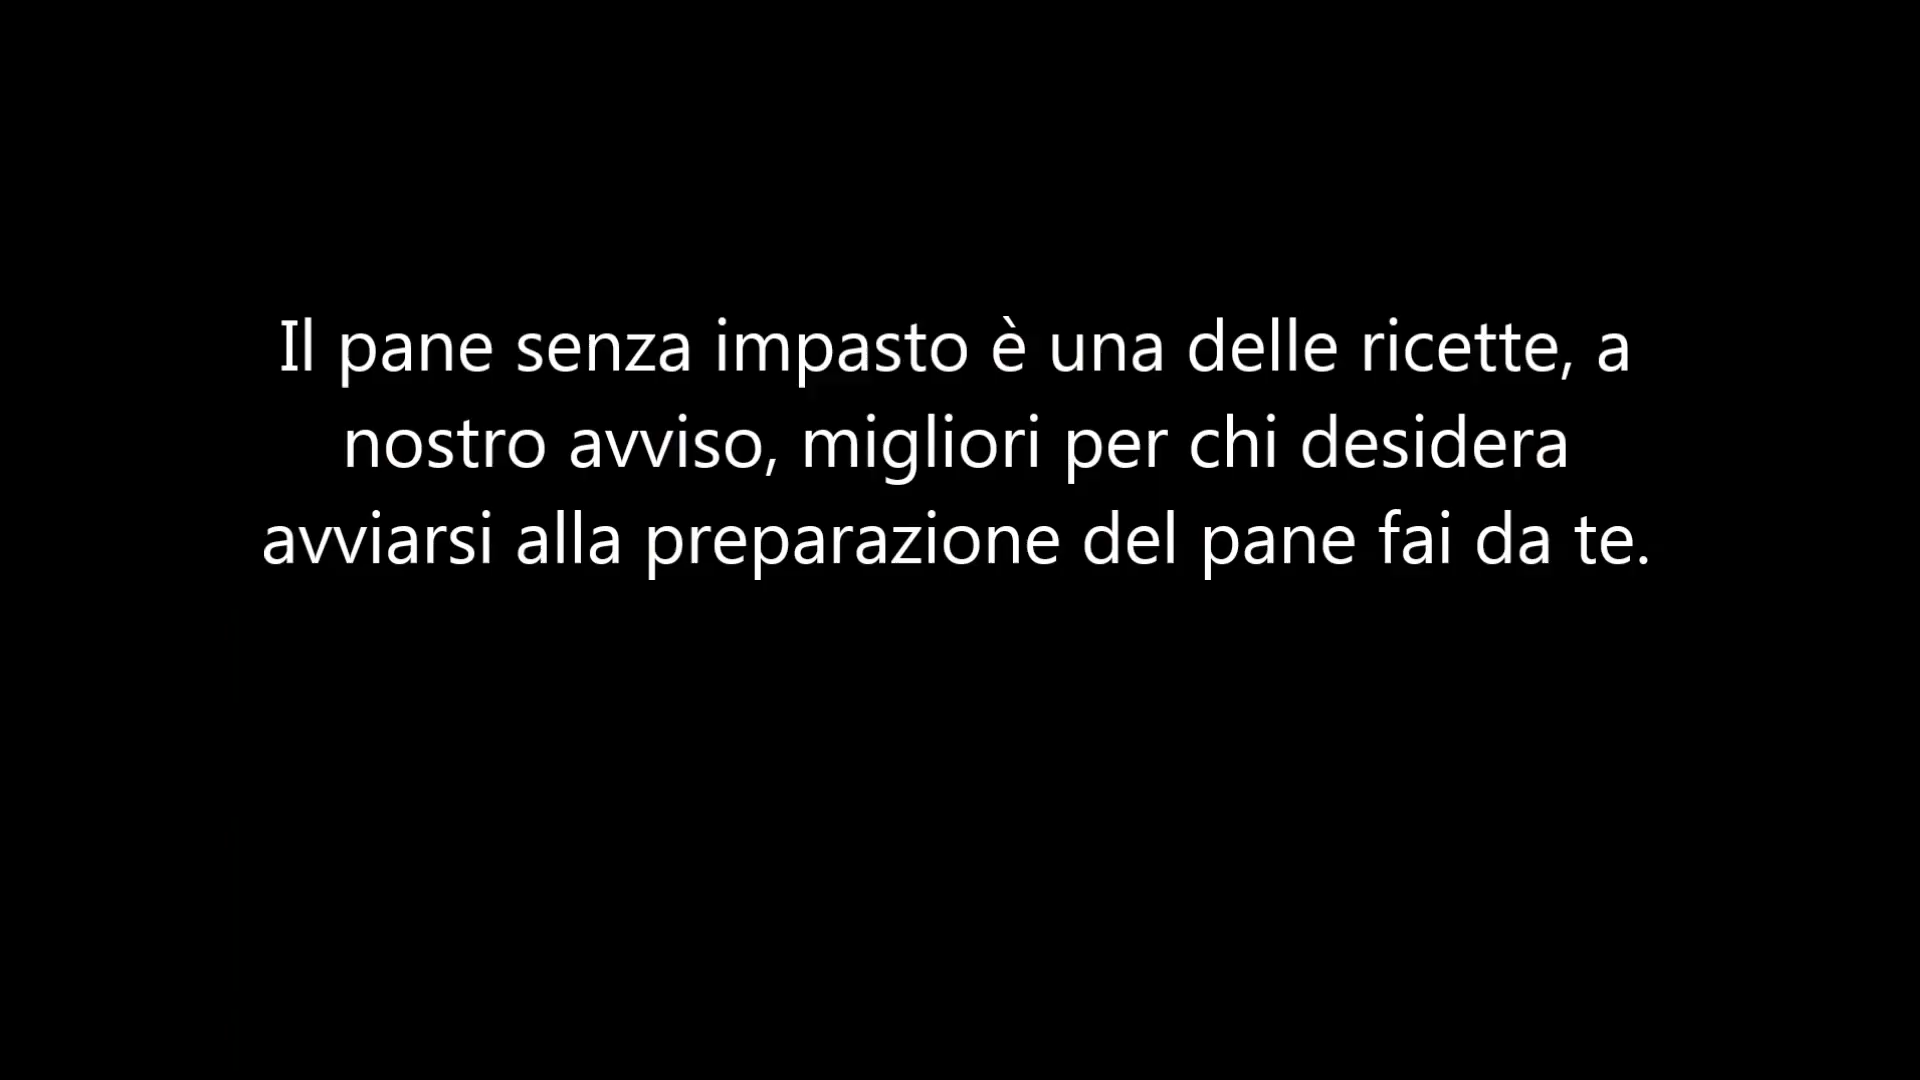 Il pane senza impasto è una delle ricette, a
nostro avviso, migliori per chi desidera
avviarsi alla preparazione del pane fai da te.